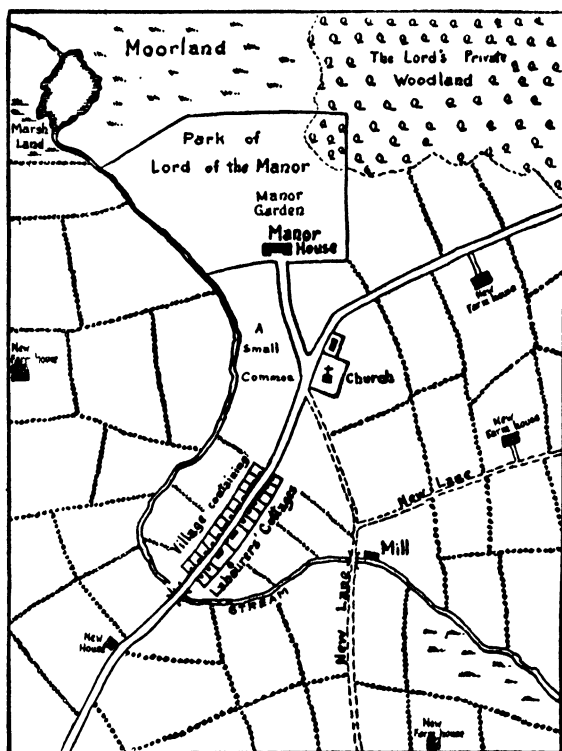 Moorland
The Lord's Private
Woodland
Marsh
Land
Park of
Lord of the Manor
Manor
Garden
Manor
House
New
Farm house
A
Small
Common
Church
New
Farm house
New
Farm house
New Lane
Village containing
Labourers' Cottages
Mill
STREAM
New Lane
New
House
New
Farm house